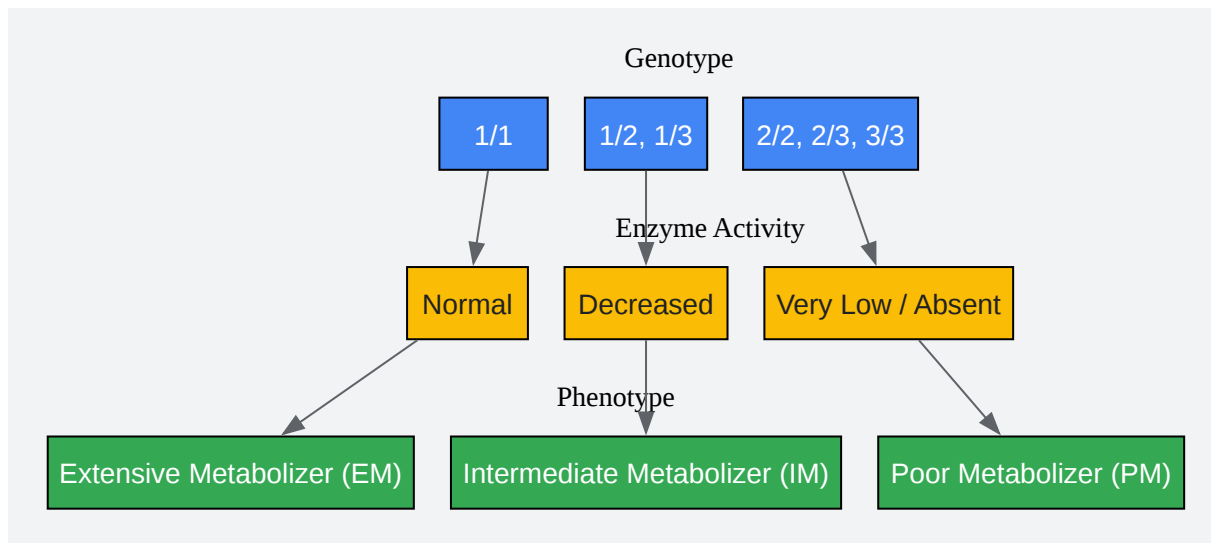 Genotype
1/1
1/2, 1/3
2/2, 2/3, 3/3
Enzyme Activity
Normal
Decreased
Very Low / Absent
Phenotype
Extensive Metabolizer (EM)
Intermediate Metabolizer (IM)
Poor Metabolizer (PM)